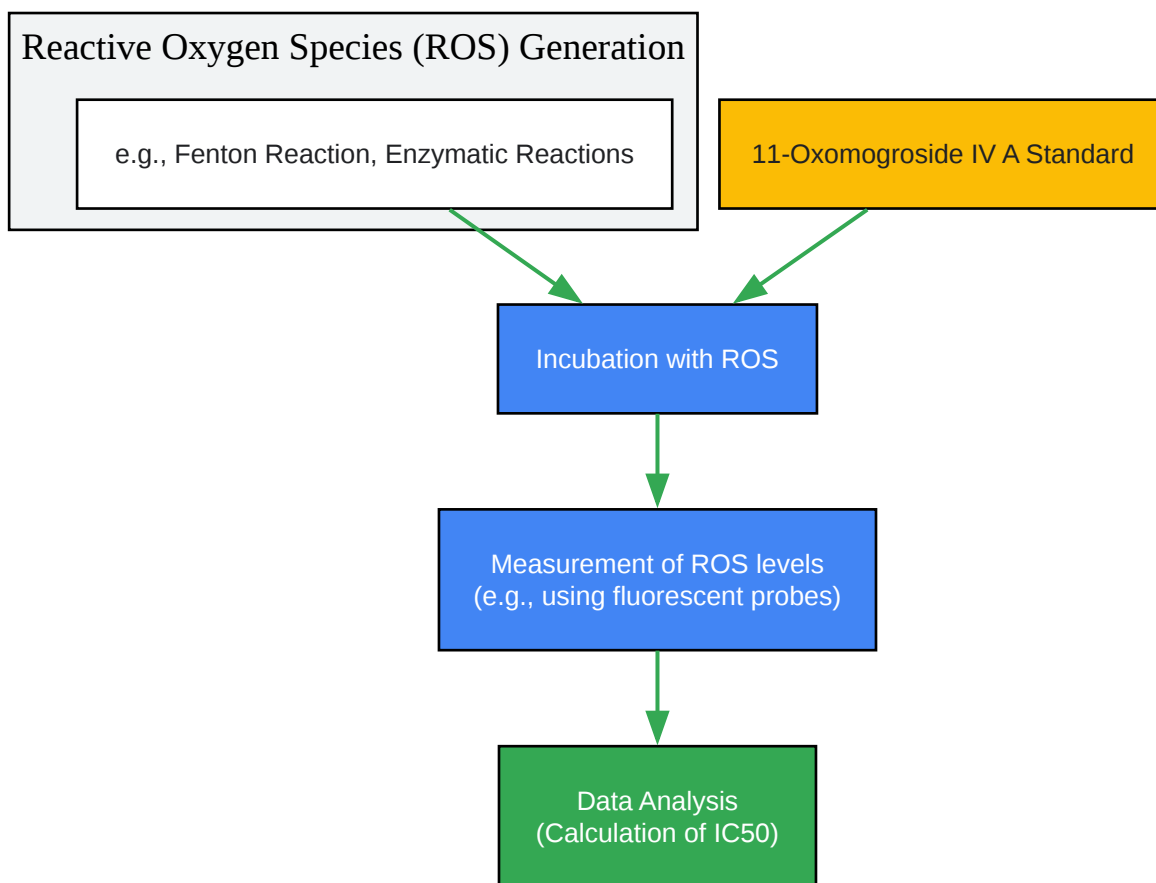 Reactive Oxygen Species (ROS) Generation
e.g., Fenton Reaction, Enzymatic Reactions
11-Oxomogroside IV A Standard
Incubation with ROS
Measurement of ROS levels
(e.g., using fluorescent probes)
Data Analysis
(Calculation of IC50)